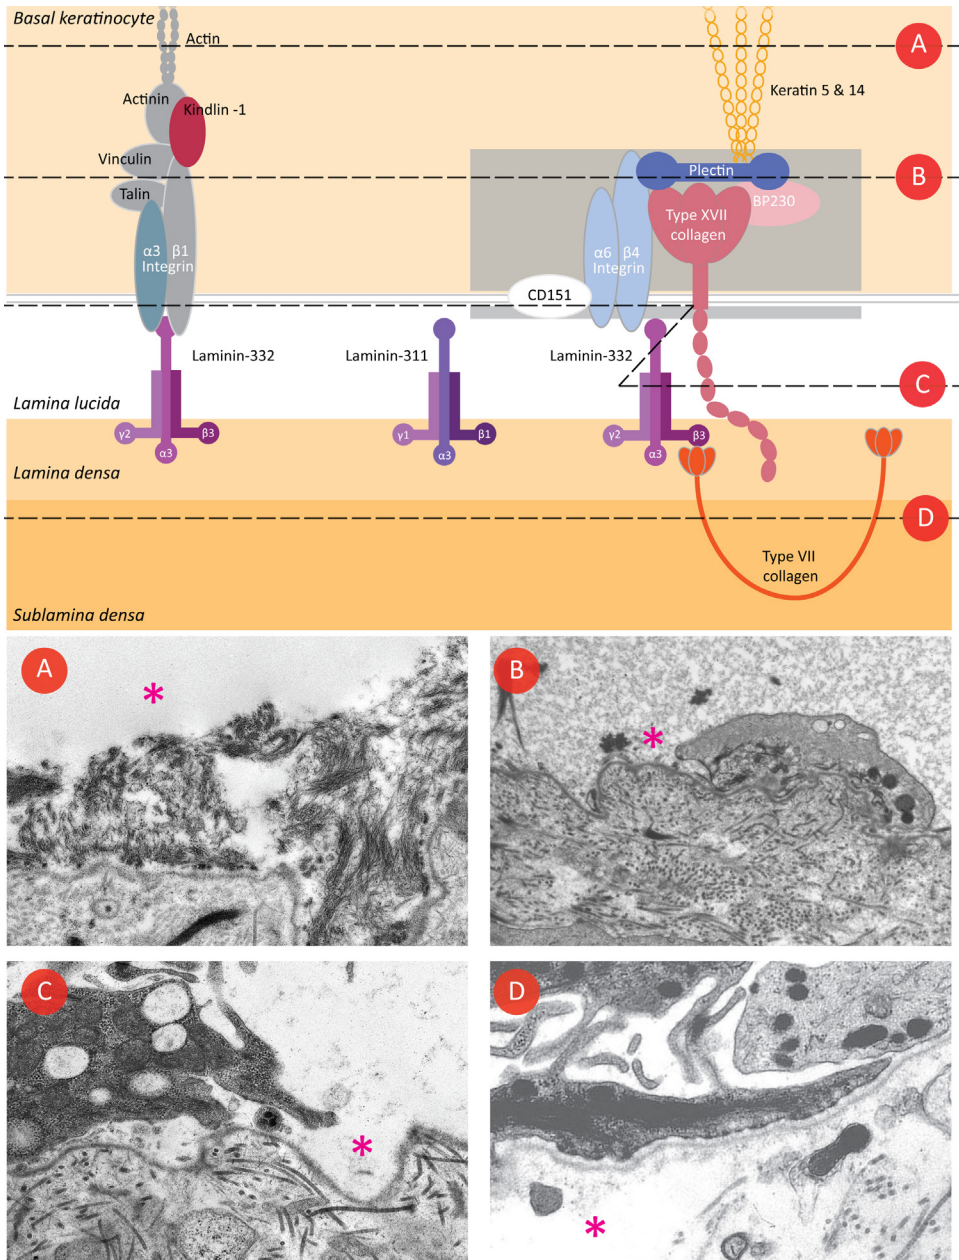 Basal keratinocyte
Actin
A
Actinin
Kindlin -1
Keratin 5 & 14
Vinculin
Plectin
B
Talin
BP230
Type XVII
collagen
α3 β1
Integrin
α6 β4
Integrin
CD151
Laminin-332
Laminin-311
Laminin-332
C
Lamina lucida
γ2
β3
γ1
β1
γ2
β3
α3
α3
α3
Lamina densa
D
Type VII
collagen
Sublamina densa
A
*
B
*
C
*
D
*